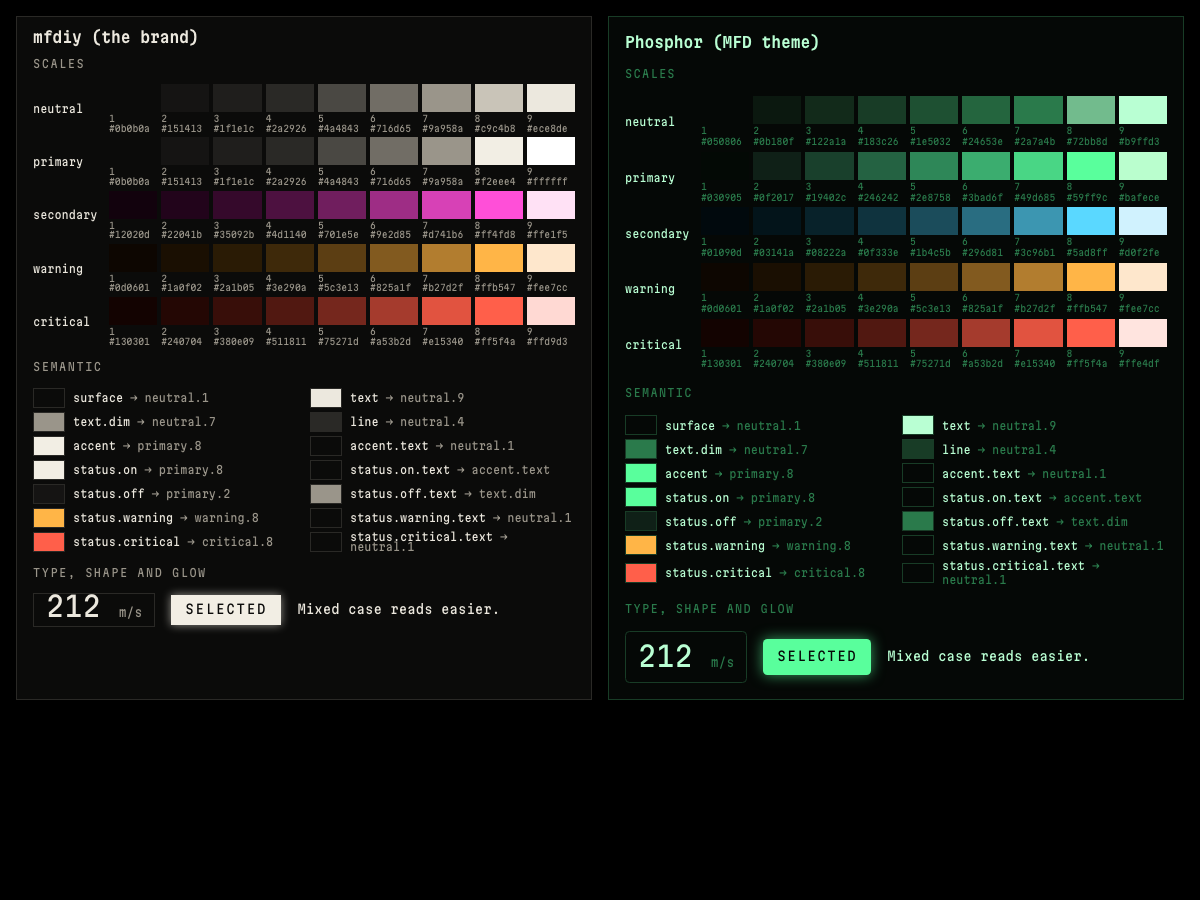 mfdiy (the brand)
SCALES
neutral
1 2 3 4 5 6 7 8 9
#0b0b0a #151413 #1f1e1c #2a2926 #4a4843 #716d65 #9a958a #c9c4b8 #ece8de
primary
1 2 3 4 5 6 7 8 9
#0b0b0a #151413 #1f1e1c #2a2926 #4a4843 #716d65 #9a958a #f2eee4 #ffffff
secondary
1 2 3 4 5 6 7 8 9
#12020d #22041b #35092b #4d1140 #701e5e #9e2d85 #d741b6 #ff4fd8 #ffe1f5
warning
1 2 3 4 5 6 7 8 9
#0d0601 #1a0f02 #2a1b05 #3e290a #5c3e13 #825a1f #b27d2f #ffb547 #fee7cc
critical
1 2 3 4 5 6 7 8 9
#130301 #240704 #380e09 #511811 #75271d #a53b2d #e15340 #ff5f4a #ffd9d3
SEMANTIC
surface → neutral.1
text → neutral.9
text.dim → neutral.7
line → neutral.4
accent → primary.8
accent.text → neutral.1
status.on → primary.8
status.on.text → accent.text
status.off → primary.2
status.off.text → text.dim
status.warning → warning.8
status.warning.text → neutral.1
status.critical → critical.8
status.critical.text →
neutral.1
TYPE, SHAPE AND GLOW
212 m/s
SELECTED
Mixed case reads easier.
Phosphor (MFD theme)
SCALES
neutral
1 2 3 4 5 6 7 8 9
#050806 #0b180f #122a1a #183c26 #1e5032 #24653e #2a7a4b #72bb8d #b9ffd3
primary
1 2 3 4 5 6 7 8 9
#030905 #0f2017 #19402c #246242 #2e8758 #3bad6f #49d685 #59ff9c #bafece
secondary
1 2 3 4 5 6 7 8 9
#01090d #03141a #08222a #0f333e #1b4c5b #296d81 #3c96b1 #5ad8ff #d0f2fe
warning
1 2 3 4 5 6 7 8 9
#0d0601 #1a0f02 #2a1b05 #3e290a #5c3e13 #825a1f #b27d2f #ffb547 #fee7cc
critical
1 2 3 4 5 6 7 8 9
#130301 #240704 #380e09 #511811 #75271d #a53b2d #e15340 #ff5f4a #ffe4df
SEMANTIC
surface → neutral.1
text → neutral.9
text.dim → neutral.7
line → neutral.4
accent → primary.8
accent.text → neutral.1
status.on → primary.8
status.on.text → accent.text
status.off → primary.2
status.off.text → text.dim
status.warning → warning.8
status.warning.text → neutral.1
status.critical → critical.8
status.critical.text →
neutral.1
TYPE, SHAPE AND GLOW
212 m/s
SELECTED
Mixed case reads easier.